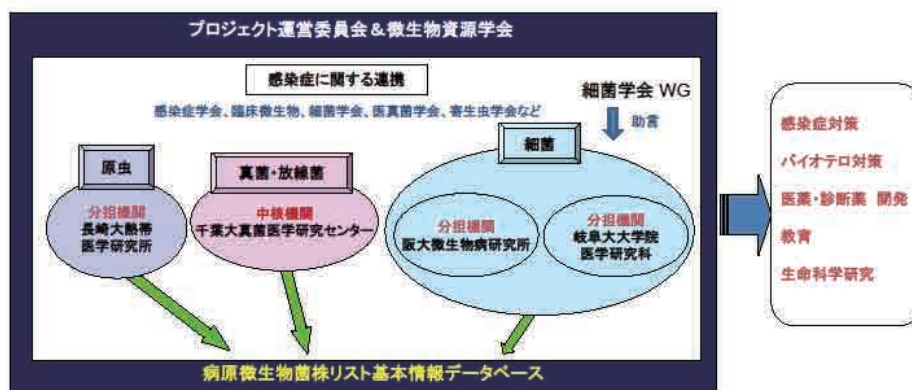 プロジェクト運営委員会&微生物資源学会
感染症に関する連携
感染症学会、臨床微生物、細菌学会、医真菌学会、寄生虫学会など
細菌学会 WG
助言
原虫
分担機関
長崎大熱帯
医学研究所
真菌・放線菌
中核機関
千葉大真菌医学研究センター
細菌
分担機関
阪大微生物病研究所
分担機関
岐阜大大学院
医学研究科
病原微生物菌株リスト基本情報データベース
感染症対策
バイオテロ対策
医薬・診断薬 開発
教育
生命科学研究